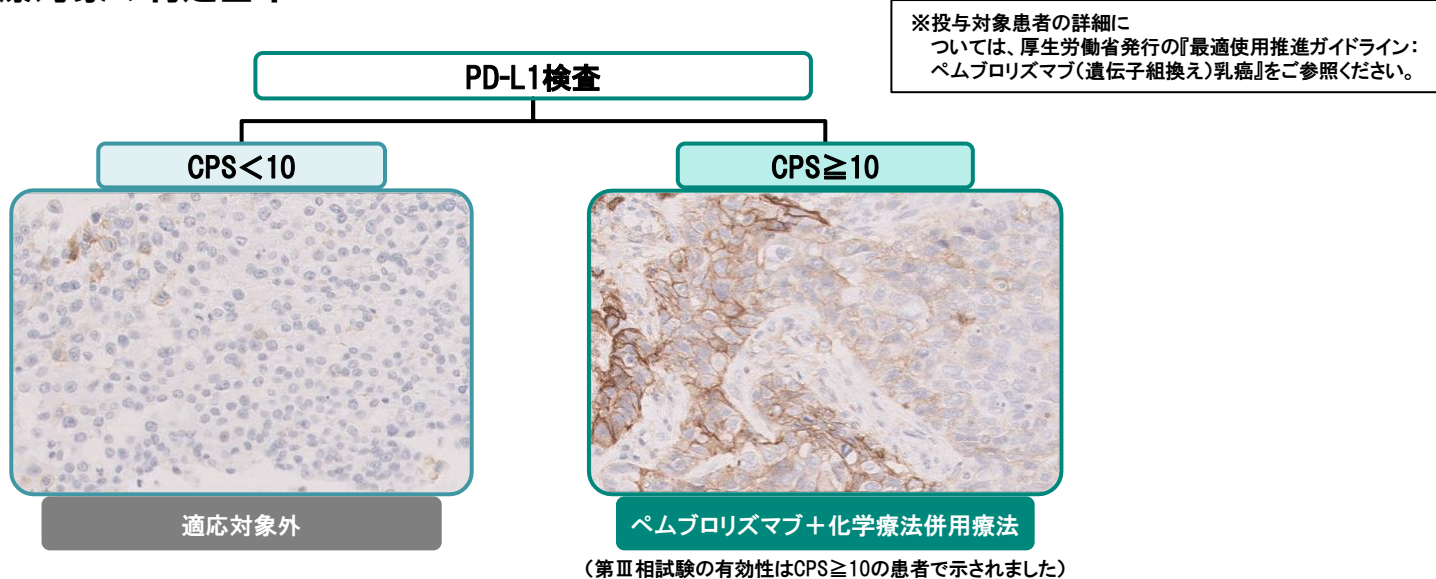 ※投与対象患者の詳細に
ついては、厚生労働省発行の『最適使用推進ガイドライン：
ペムブロリズマブ（遺伝子組換え）乳癌』をご参照ください。
PD-L1検査
CPS＜10
CPS≧10
適応対象外
ペムブロリズマブ＋化学療法併用療法
（第Ⅲ相試験の有効性はCPS≧10の患者で示されました）